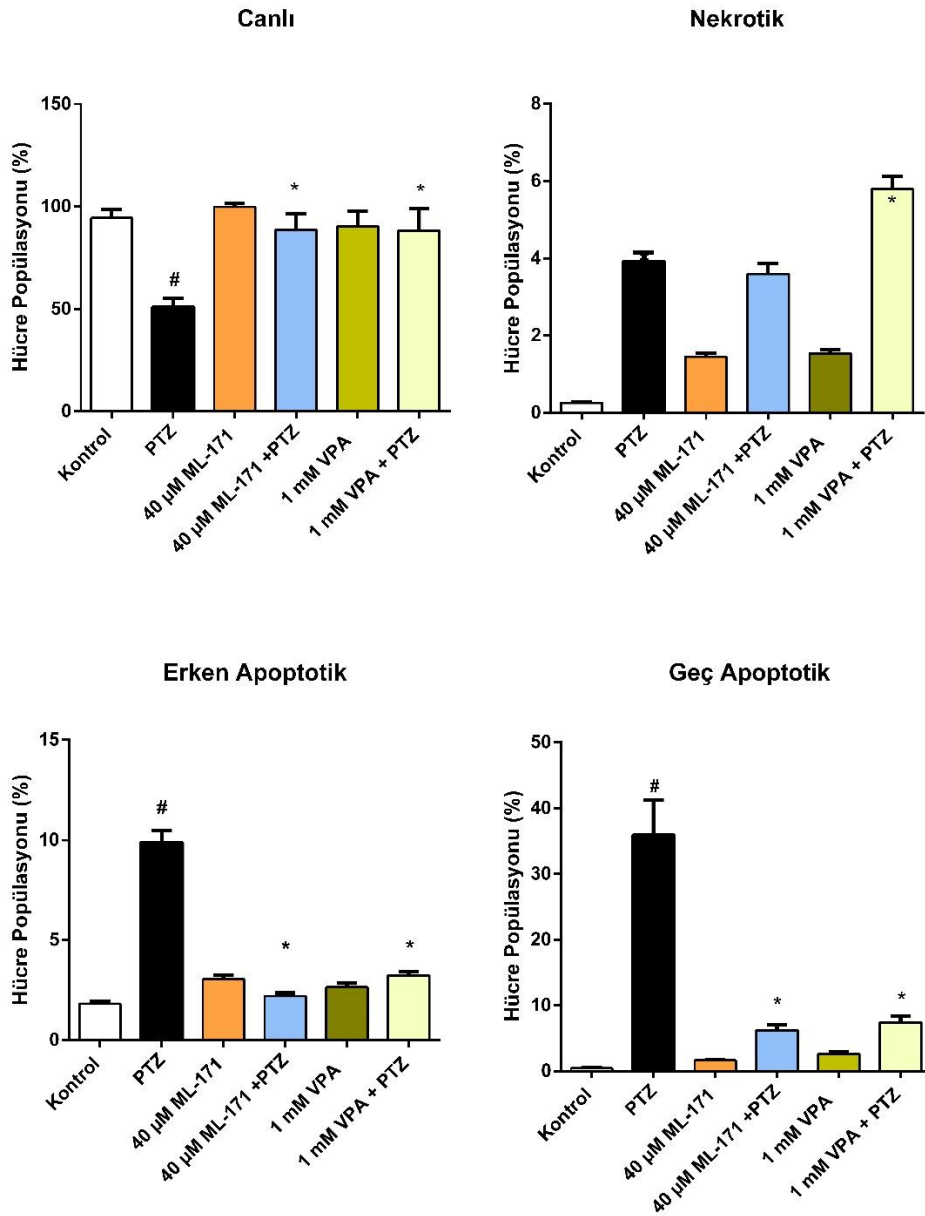 Canlı
Hücre Popülasyonu (%)
150
100
50
0
#
*
*
Kontrol
PTZ
40 µM ML-171
40 µM ML-171 +PTZ
1 mM VPA
1 mM VPA + PTZ
Nekrotik
Hücre Popülasyonu (%)
8
6
4
2
0
*
Kontrol
PTZ
40 µM ML-171
40 µM ML-171 +PTZ
1 mM VPA
1 mM VPA + PTZ
Erken Apoptotik
Hücre Popülasyonu (%)
15
10
5
0
#
*
*
Kontrol
PTZ
40 µM ML-171
40 µM ML-171 +PTZ
1 mM VPA
1 mM VPA + PTZ
Geç Apoptotik
Hücre Popülasyonu (%)
50
40
30
20
10
0
#
*
*
Kontrol
PTZ
40 µM ML-171
40 µM ML-171 +PTZ
1 mM VPA
1 mM VPA + PTZ